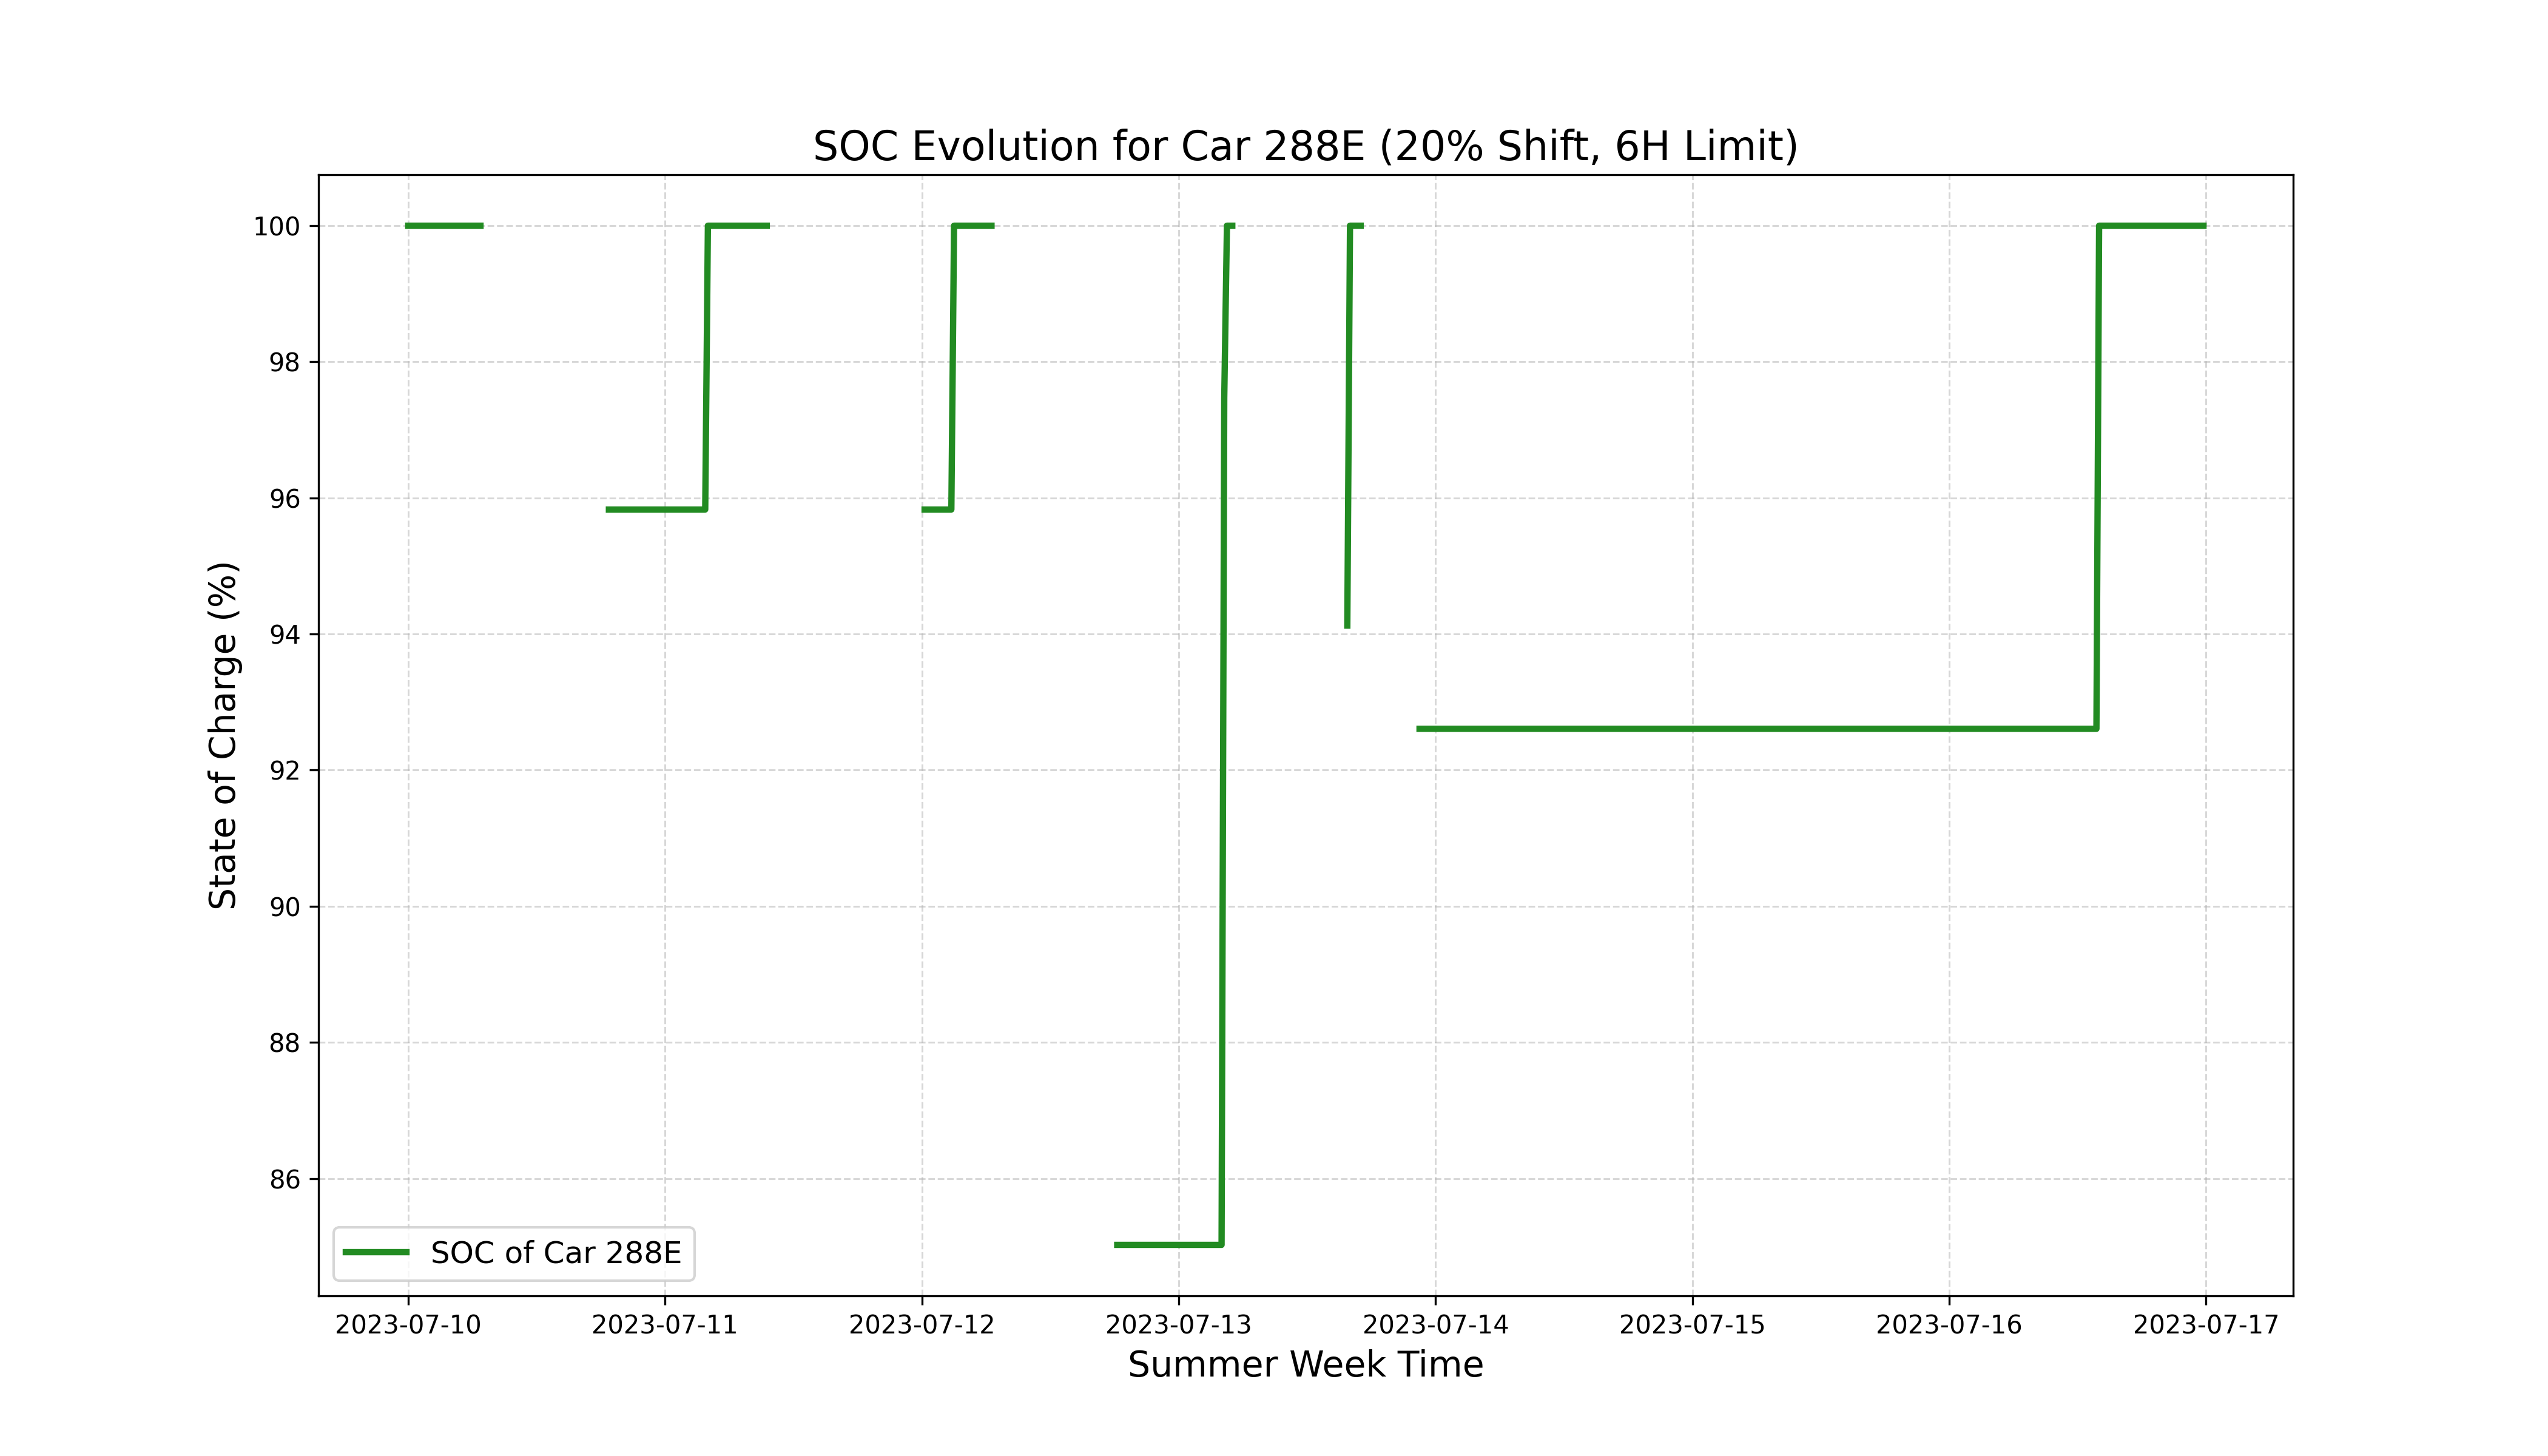 SOC Evolution for Car 288E (20% Shift, 6H Limit)
State of Charge (%)
100
98
96
94
92
90
88
86
SOC of Car 288E
2023-07-10 2023-07-11 2023-07-12 2023-07-13 2023-07-14 2023-07-15 2023-07-16 2023-07-17
Summer Week Time